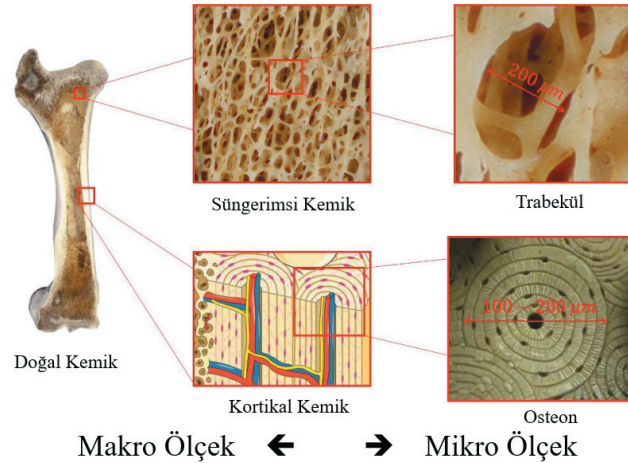 200 μm
Süngerimsi Kemik
Trabekül
100 – 200 μm
Doğal Kemik
Kortikal Kemik
Osteon
Makro Ölçek ← → Mikro Ölçek